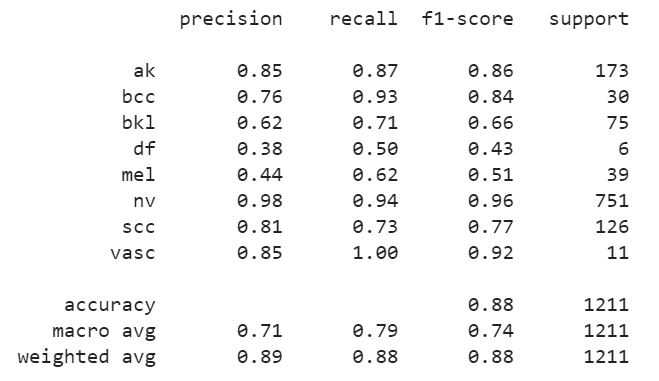 precision recall f1-score support
ak 0.85 0.87 0.86 173
bcc 0.76 0.93 0.84 30
bkl 0.62 0.71 0.66 75
df 0.38 0.50 0.43 6
mel 0.44 0.62 0.51 39
nv 0.98 0.94 0.96 751
scc 0.81 0.73 0.77 126
vasc 0.85 1.00 0.92 11
accuracy 0.88 1211
macro avg 0.71 0.79 0.74 1211
weighted avg 0.89 0.88 0.88 1211